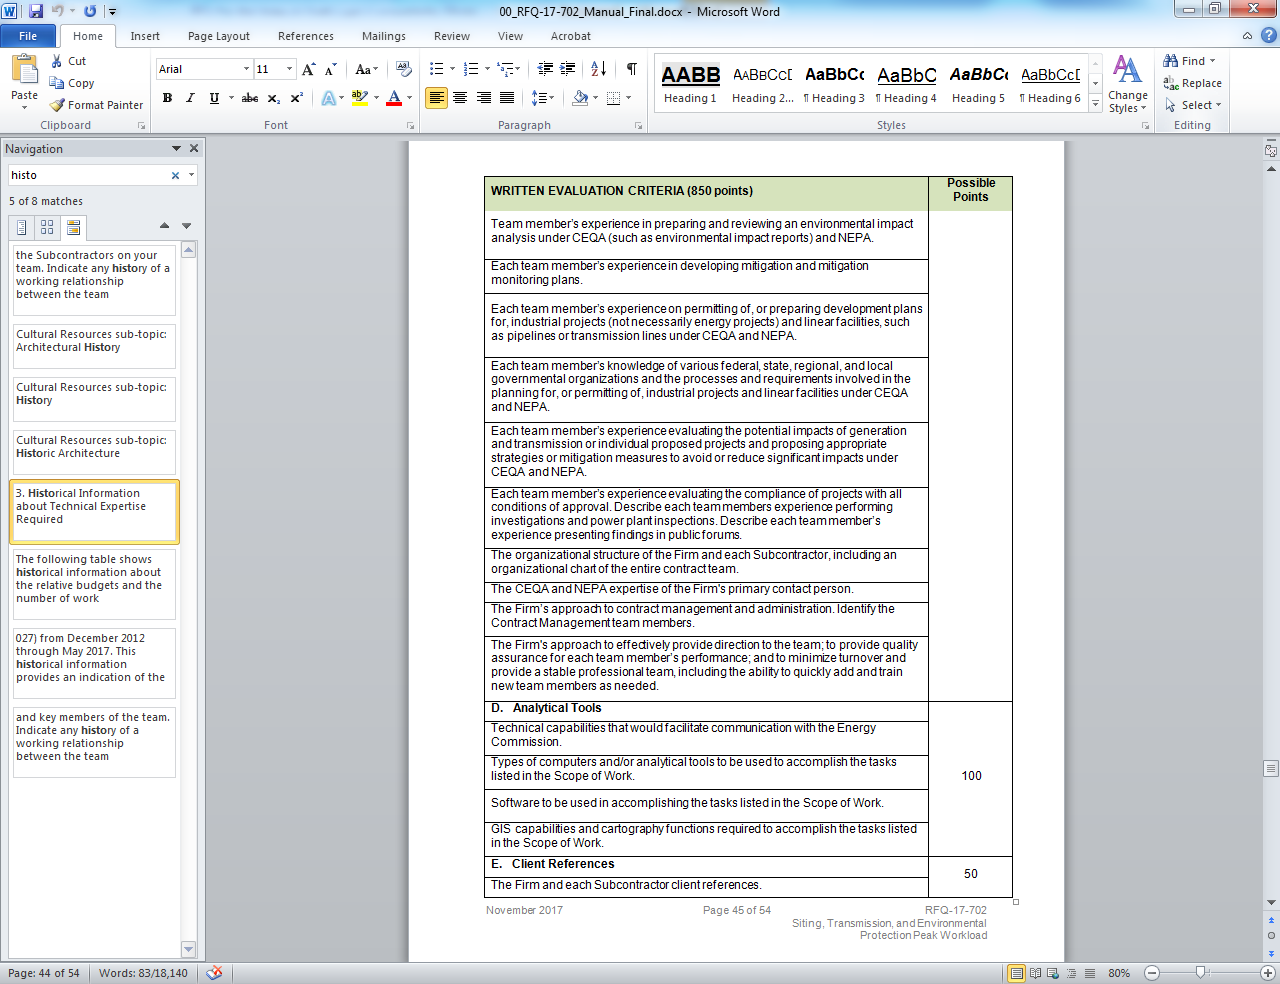 00_RFQ-17-702_Manual_Final.docx - Microsoft Word
File Home Insert Page Layout References Mailings Review View Acrobat
Paste
Cut
Copy
Format Painter
Clipboard
Arial 11
Font
Paragraph
AABB AABBCCD AABBCC AABBCC AABBCC AABBCCD
Heading 1 Heading 2... ¶ Heading 3 ¶ Heading 4 Heading 5 ¶ Heading 6
Change
Styles
Styles
Find
Replace
Select
Editing
Navigation
histo
5 of 8 matches
the Subcontractors on your
team. Indicate any history of a
working relationship
between the team
Cultural Resources sub-topic:
Architectural History
Cultural Resources sub-topic:
History
Cultural Resources sub-topic:
Historic Architecture
3. Historical Information
about Technical Expertise
Required
The following table shows
historical information about
the relative budgets and the
number of work
027) from December 2012
through May 2017. This
historical information
provides an indication of the
and key members of the team.
Indicate any history of a
working relationship
between the team
WRITTEN EVALUATION CRITERIA (850 points)
Possible
Points
Team member's experience in preparing and reviewing an environmental impact
analysis under CEQA (such as environmental impact reports) and NEPA.
Each team member's experience in developing mitigation and mitigation
monitoring plans.
Each team member's experience on permitting of, or preparing development plans
for, industrial projects (not necessarily energy projects) and linear facilities, such
as pipelines or transmission lines under CEQA and NEPA.
Each team member's knowledge of various federal, state, regional, and local
governmental organizations and the processes and requirements involved in the
planning for, or permitting of, industrial projects and linear facilities under CEQA
and NEPA.
Each team member's experience evaluating the potential impacts of generation
and transmission or individual proposed projects and proposing appropriate
strategies or mitigation measures to avoid or reduce significant impacts under
CEQA and NEPA.
Each team member's experience evaluating the compliance of projects with all
conditions of approval. Describe each team members experience performing
investigations and power plant inspections. Describe each team member's
experience presenting findings in public forums.
The organizational structure of the Firm and each Subcontractor, including an
organizational chart of the entire contract team.
The CEQA and NEPA expertise of the Firm's primary contact person.
The Firm's approach to contract management and administration. Identify the
Contract Management team members.
The Firm's approach to effectively provide direction to the team; to provide quality
assurance for each team member's performance; and to minimize turnover and
provide a stable professional team, including the ability to quickly add and train
new team members as needed.
D. Analytical Tools
Technical capabilities that would facilitate communication with the Energy
Commission.
Types of computers and/or analytical tools to be used to accomplish the tasks
listed in the Scope of Work.
100
Software to be used in accomplishing the tasks listed in the Scope of Work.
GIS capabilities and cartography functions required to accomplish the tasks listed
in the Scope of Work.
E. Client References
50
The Firm and each Subcontractor client references.
November 2017 Page 45 of 54 RFQ-17-702
Siting, Transmission, and Environmental
Protection Peak Workload
Page: 44 of 54 Words: 83/18,140 80%